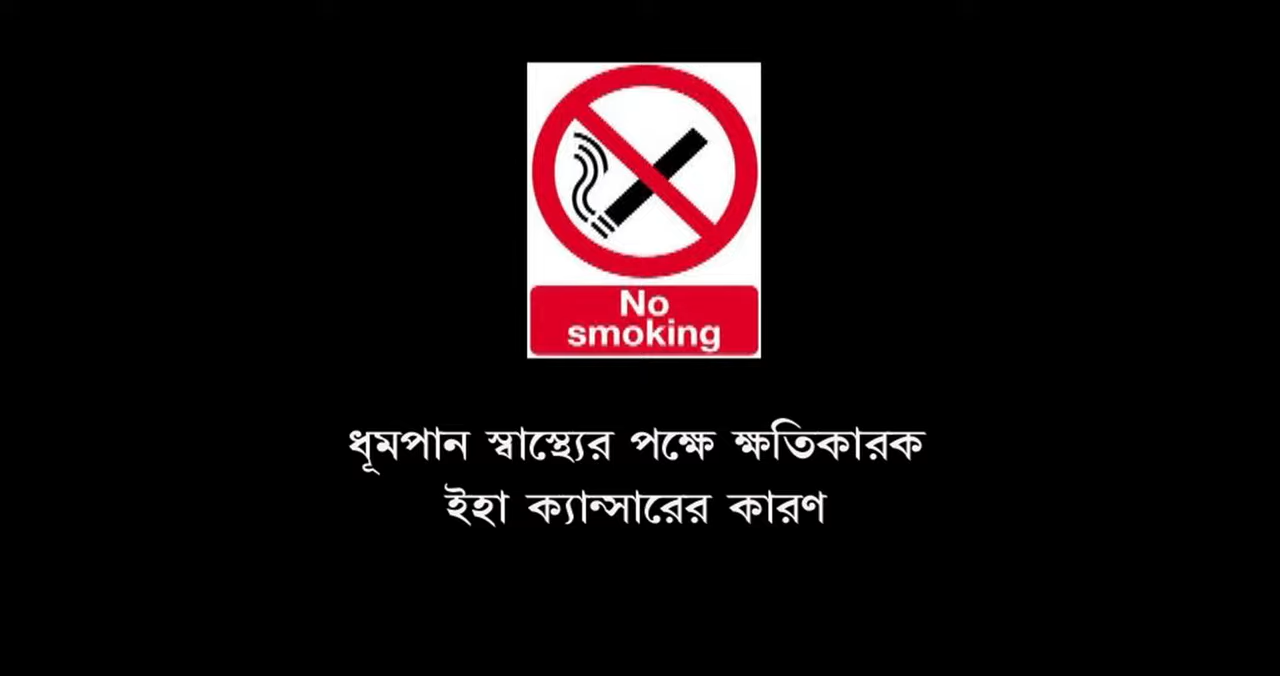 No
smoking
ধূমপান স্বাস্থ্যের পক্ষে ক্ষতিকারক
ইহা ক্যান্সারের কারণ